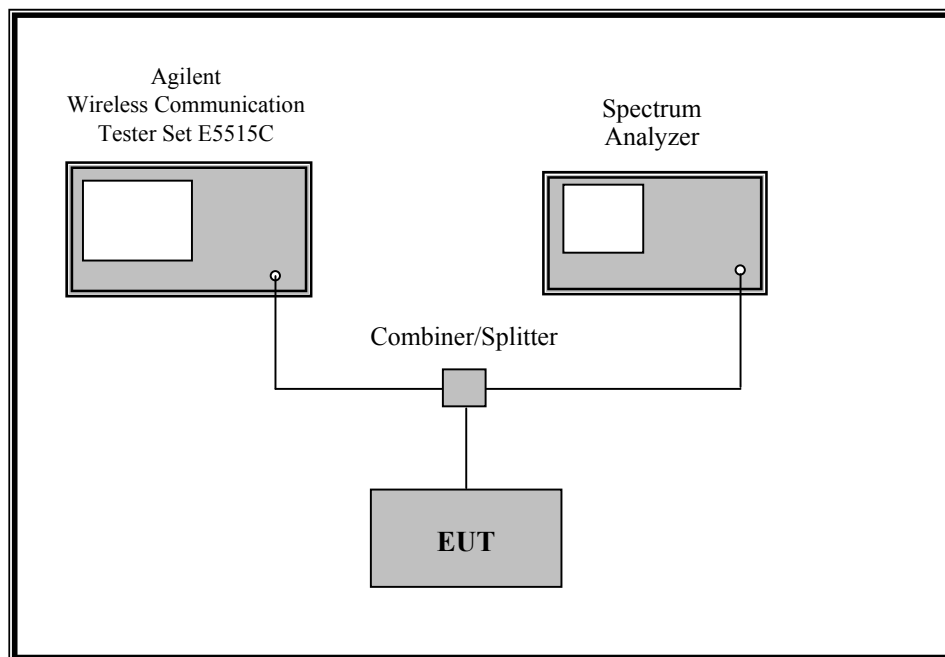 Agilent
Wireless Communication
Tester Set E5515C
Spectrum
Analyzer
Combiner/Splitter
EUT